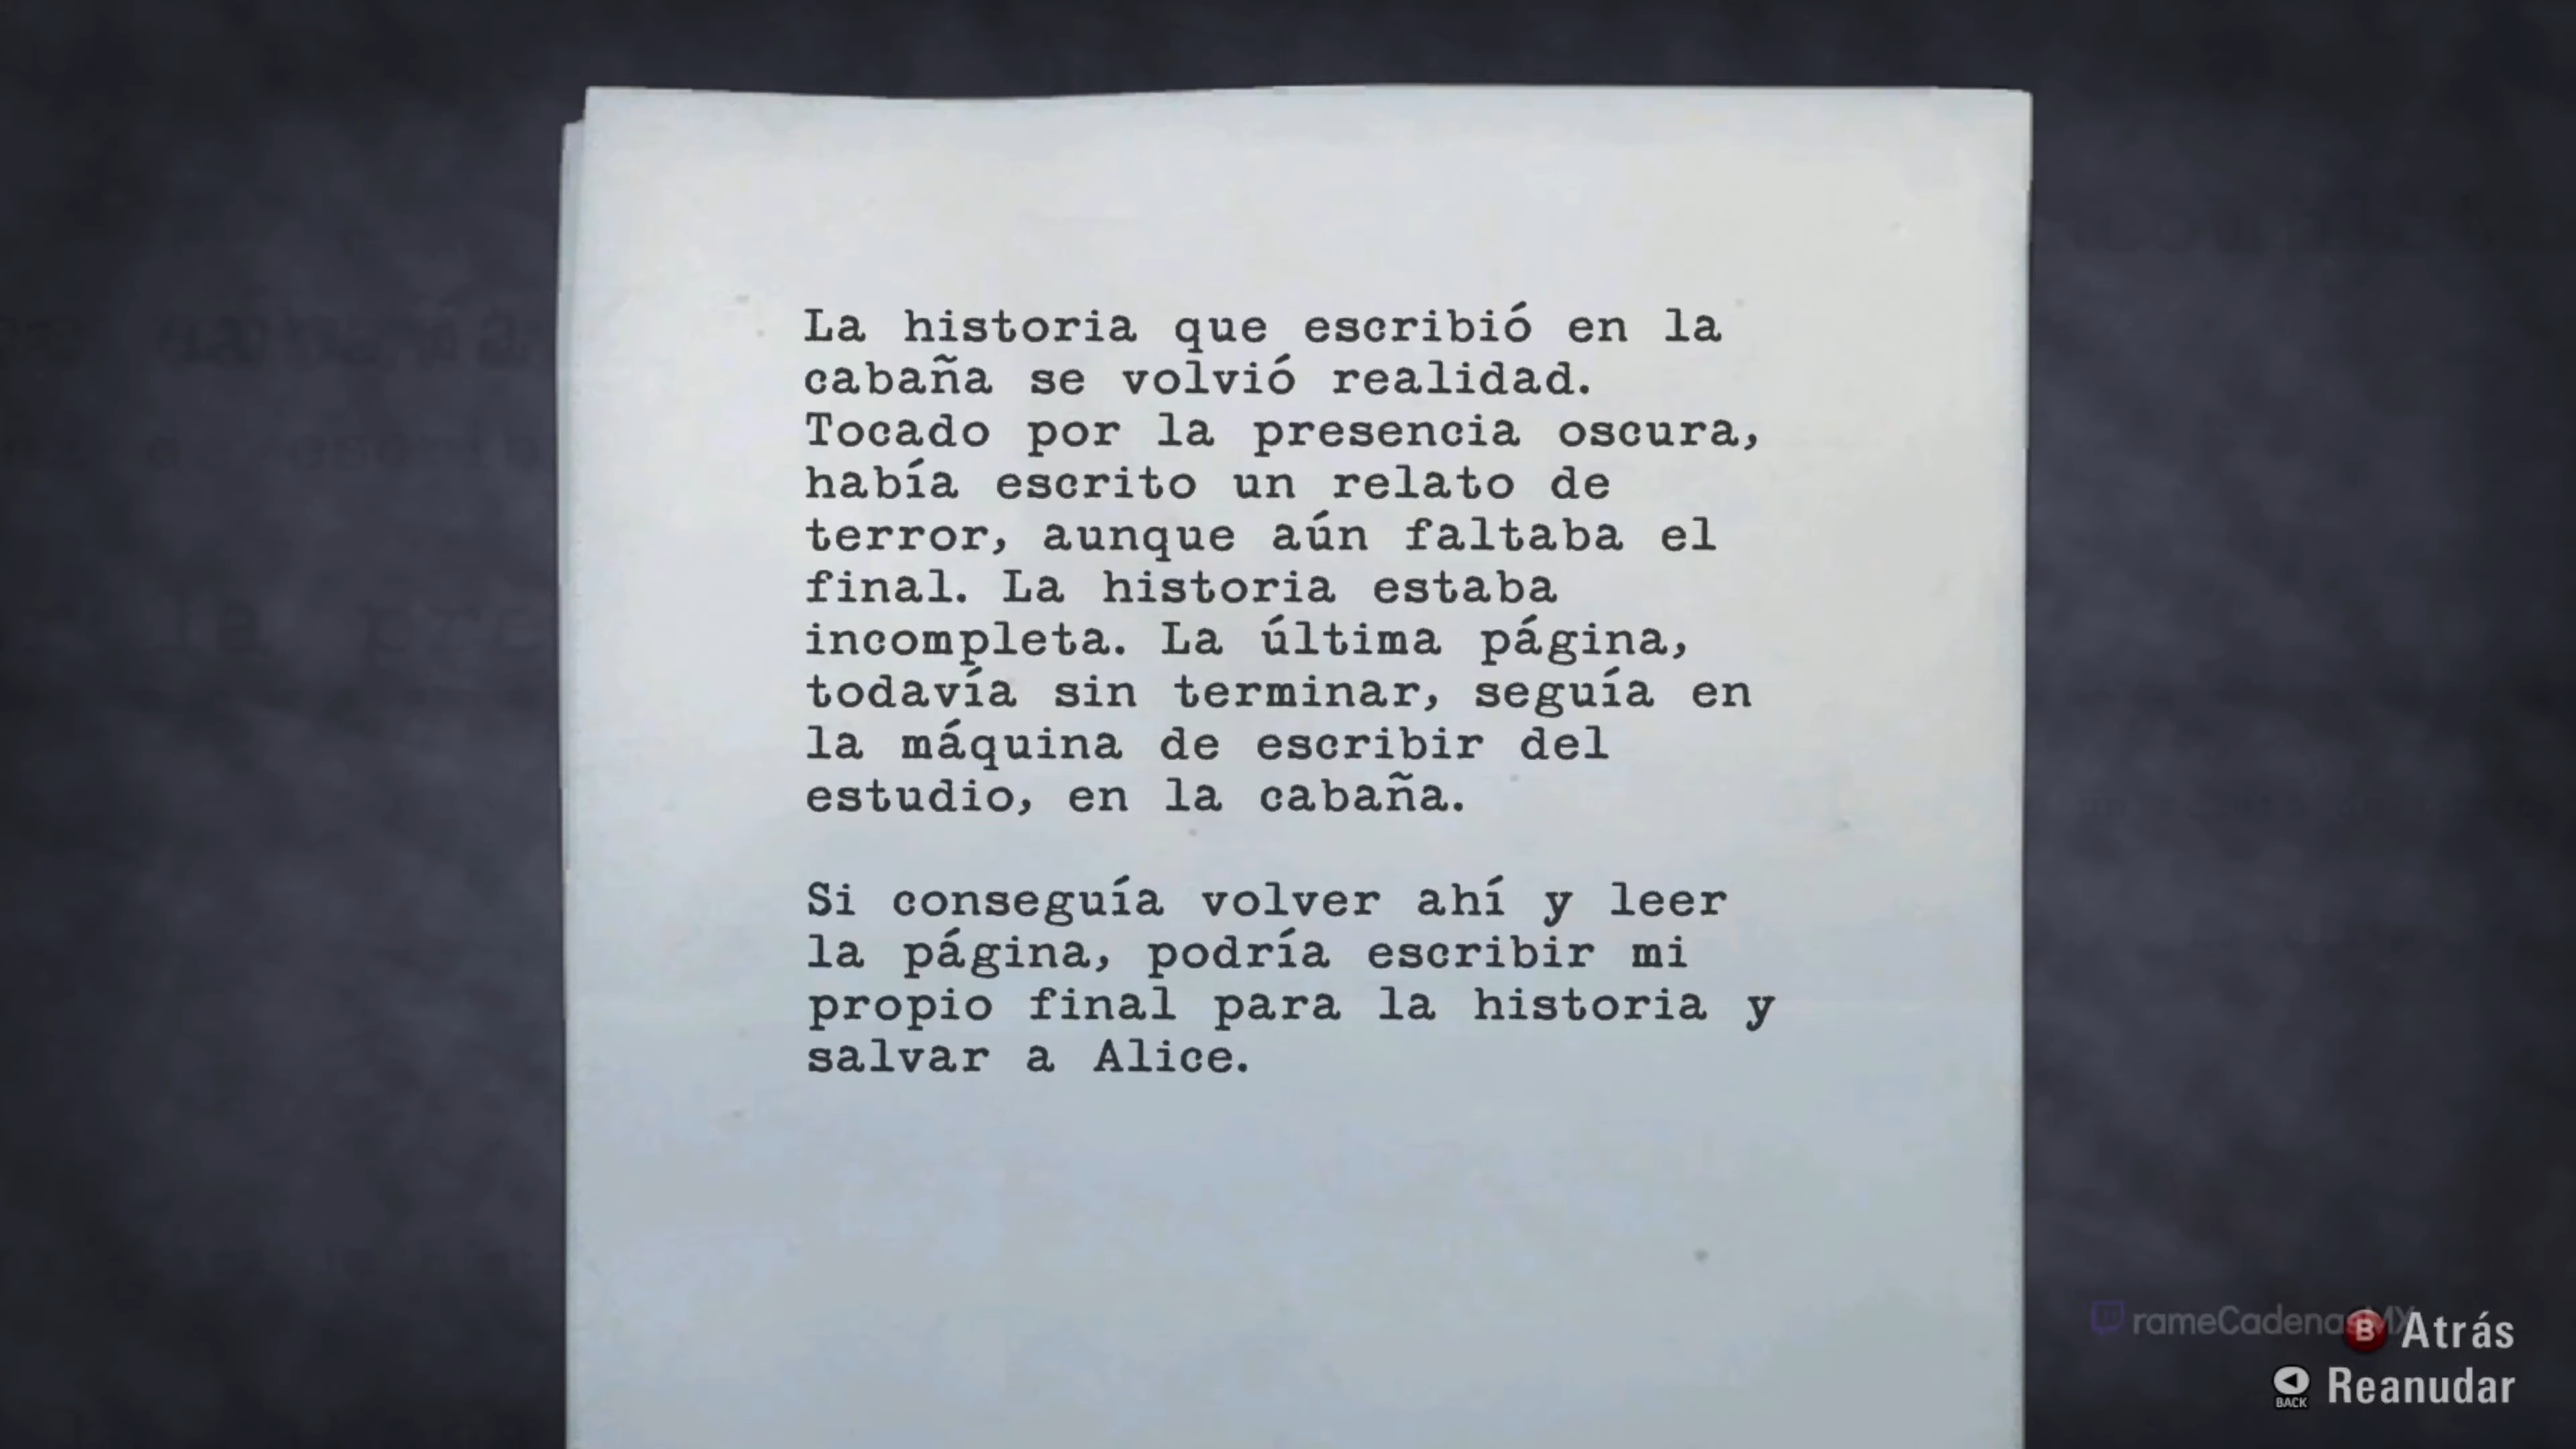 La historia que escribió en la
cabaña se volvió realidad.
Tocado por la presencia oscura,
había escrito un relato de
terror, aunque aún faltaba el
final. La historia estaba
incompleta. La última página,
todavía sin terminar, seguía en
la máquina de escribir del
estudio, en la cabaña.
Si conseguía volver ahí y leer
la página, podría escribir mi
propio final para la historia y
salvar a Alice.
rameCadenasMX
B Atrás
BACK Reanudar